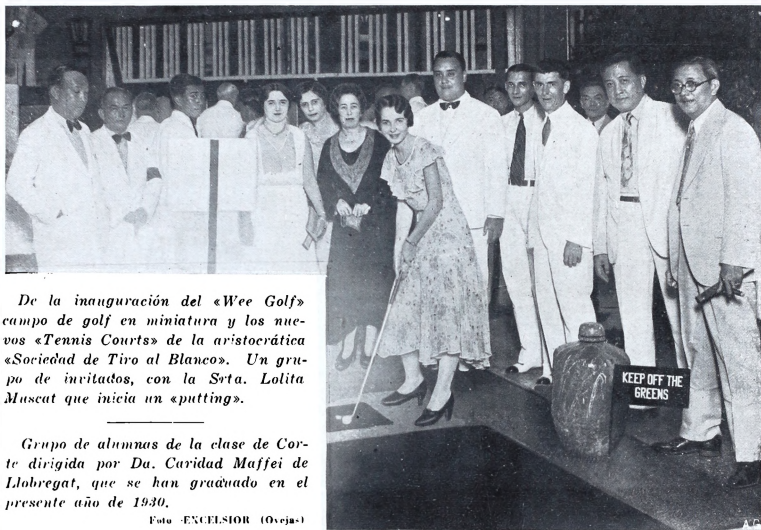 De la inauguración del «Wee Golf»
campo de golf en miniatura y los nue-
vos «Tennis Courts» de la aristocrática
«Sociedad de Tiro al Blanco». Un gru-
po de invitados, con la Srta. Lolita
Muscat que inicia un «putting».
Grupo de alumnas de la clase de Cor-
te dirigida por Da. Caridad Maffei de
Llobregat, que se han graduado en el
presente año de 1930.
Foto EXCELSIOR (Ovejas)
KEEP OFF THE
GREENS
A.G